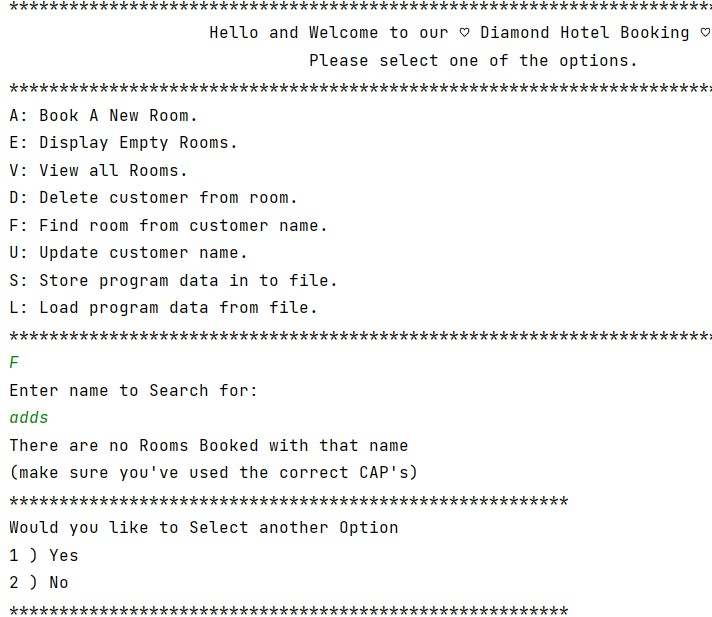 ***********************************************************************
Hello and Welcome to our ♡ Diamond Hotel Booking ♡
Please select one of the options.
***********************************************************************
A: Book A New Room.
E: Display Empty Rooms.
V: View all Rooms.
D: Delete customer from room.
F: Find room from customer name.
U: Update customer name.
S: Store program data in to file.
L: Load program data from file.
***********************************************************************
F
Enter name to Search for:
adds
There are no Rooms Booked with that name
(make sure you've used the correct CAP's)
********************************************************
Would you like to Select another Option
1 ) Yes
2 ) No
********************************************************